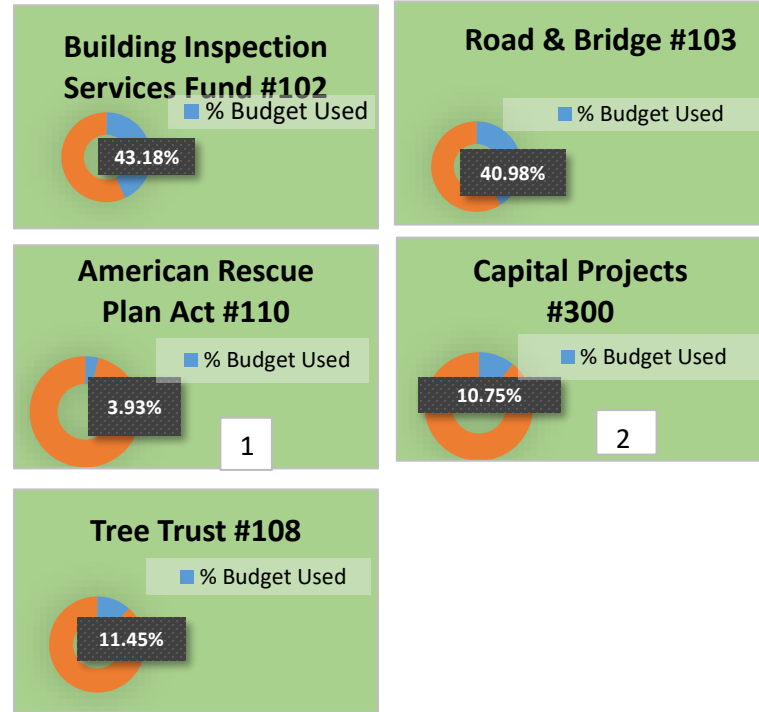 Building Inspection
Services Fund #102
% Budget Used
43.18%
Road & Bridge #103
% Budget Used
40.98%
American Rescue
Plan Act #110
% Budget Used
3.93%
1
Capital Projects
#300
% Budget Used
10.75%
2
Tree Trust #108
% Budget Used
11.45%